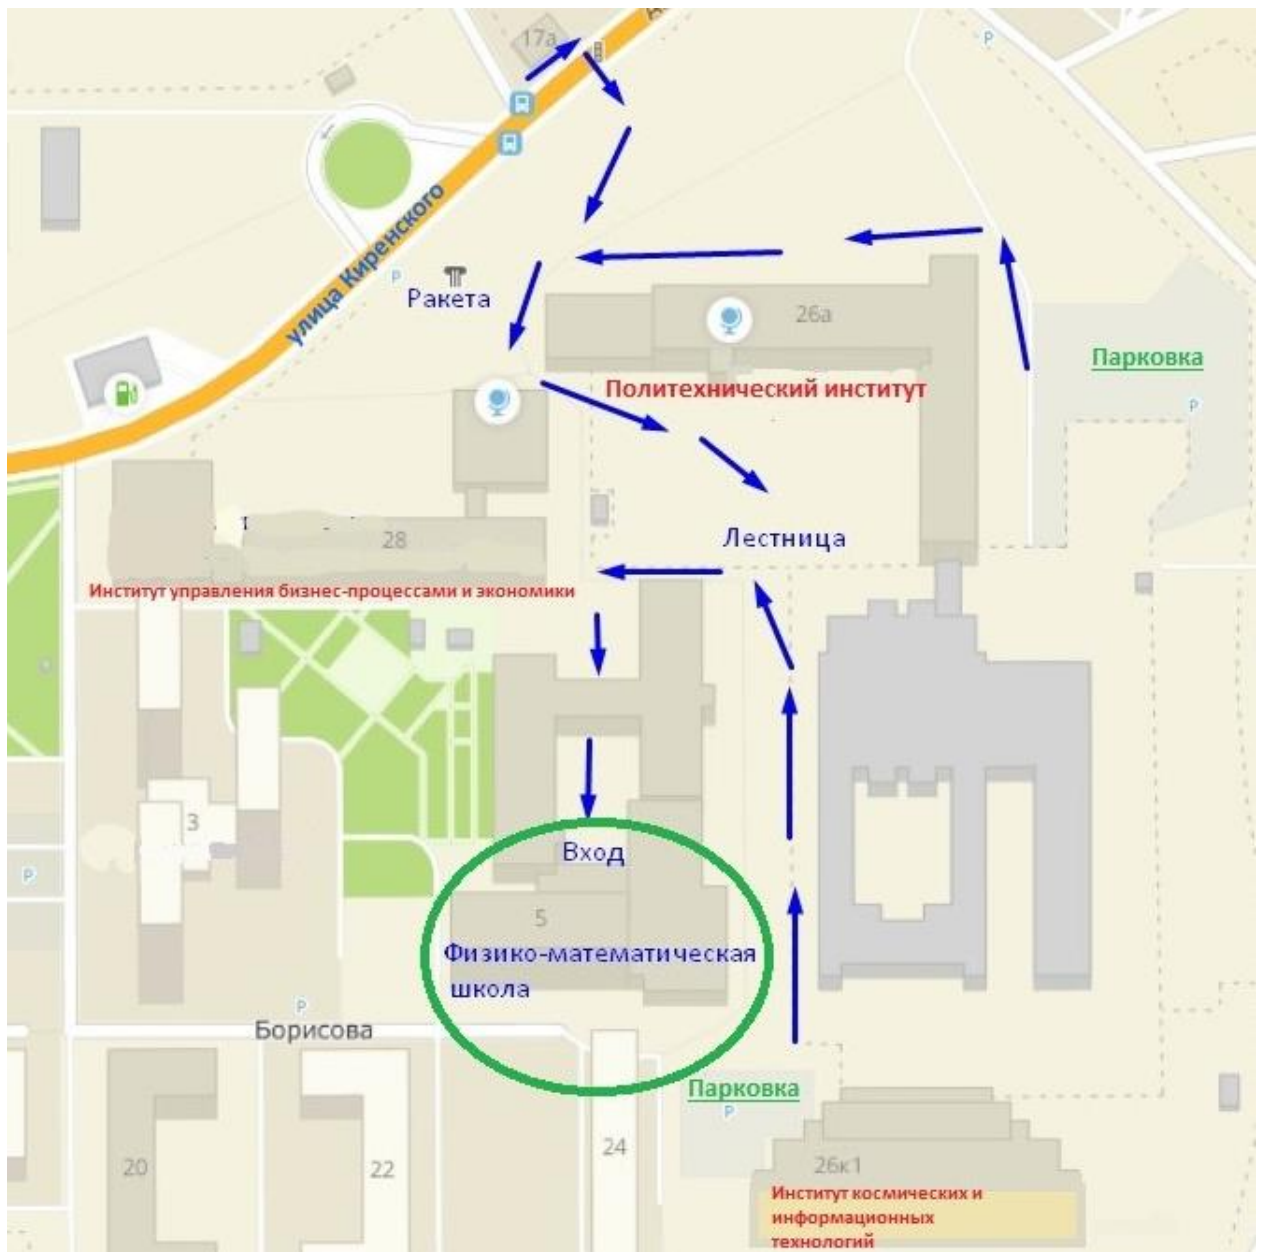 17а
P
улица Киренского
P
Ракета
26а
Парковка
P
Политехнический институт
28
Лестница
Институт управления бизнес-процессами и экономики
3
P
Вход
5
Физико-математическая
школа
P
Борисова
Парковка
P
20
22
24
26к1
Институт космических и
информационных
технологий